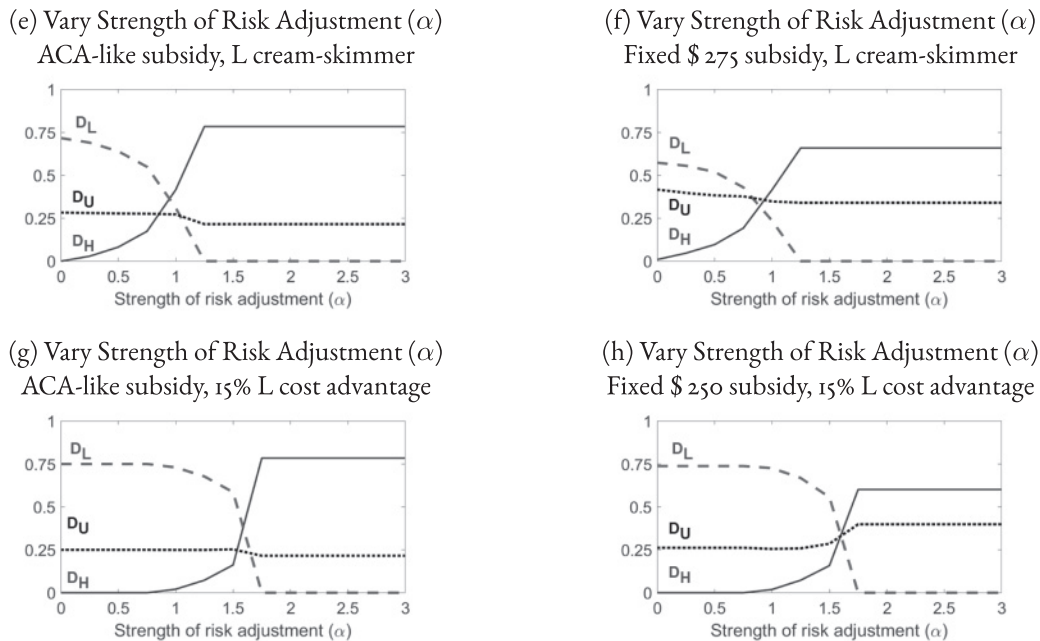 (e) Vary Strength of Risk Adjustment (α)
ACA-like subsidy, L cream-skimmer
1
0.75
0.5
0.25
0
D_L
D_U
D_H
0 0.5 1 1.5 2 2.5 3
Strength of risk adjustment (α)
(f) Vary Strength of Risk Adjustment (α)
Fixed $ 275 subsidy, L cream-skimmer
1
0.75
0.5
0.25
0
D_L
D_U
D_H
0 0.5 1 1.5 2 2.5 3
Strength of risk adjustment (α)
(g) Vary Strength of Risk Adjustment (α)
ACA-like subsidy, 15% L cost advantage
1
0.75
0.5
0.25
0
D_L
D_U
D_H
0 0.5 1 1.5 2 2.5 3
Strength of risk adjustment (α)
(h) Vary Strength of Risk Adjustment (α)
Fixed $ 250 subsidy, 15% L cost advantage
1
0.75
0.5
0.25
0
D_L
D_U
D_H
0 0.5 1 1.5 2 2.5 3
Strength of risk adjustment (α)